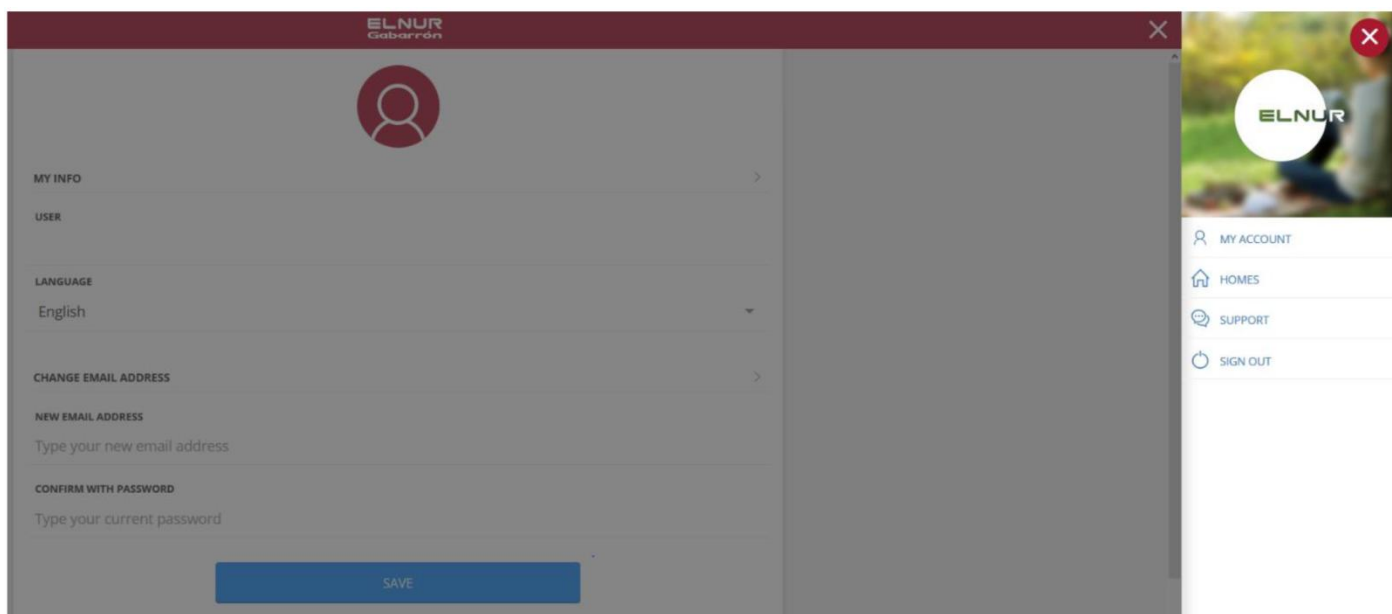 ELNUR
Gabarrón
MY INFO
USER
LANGUAGE
English
CHANGE EMAIL ADDRESS
NEW EMAIL ADDRESS
Type your new email address
CONFIRM WITH PASSWORD
Type your current password
SAVE
ELNUR
MY ACCOUNT
HOMES
SUPPORT
SIGN OUT